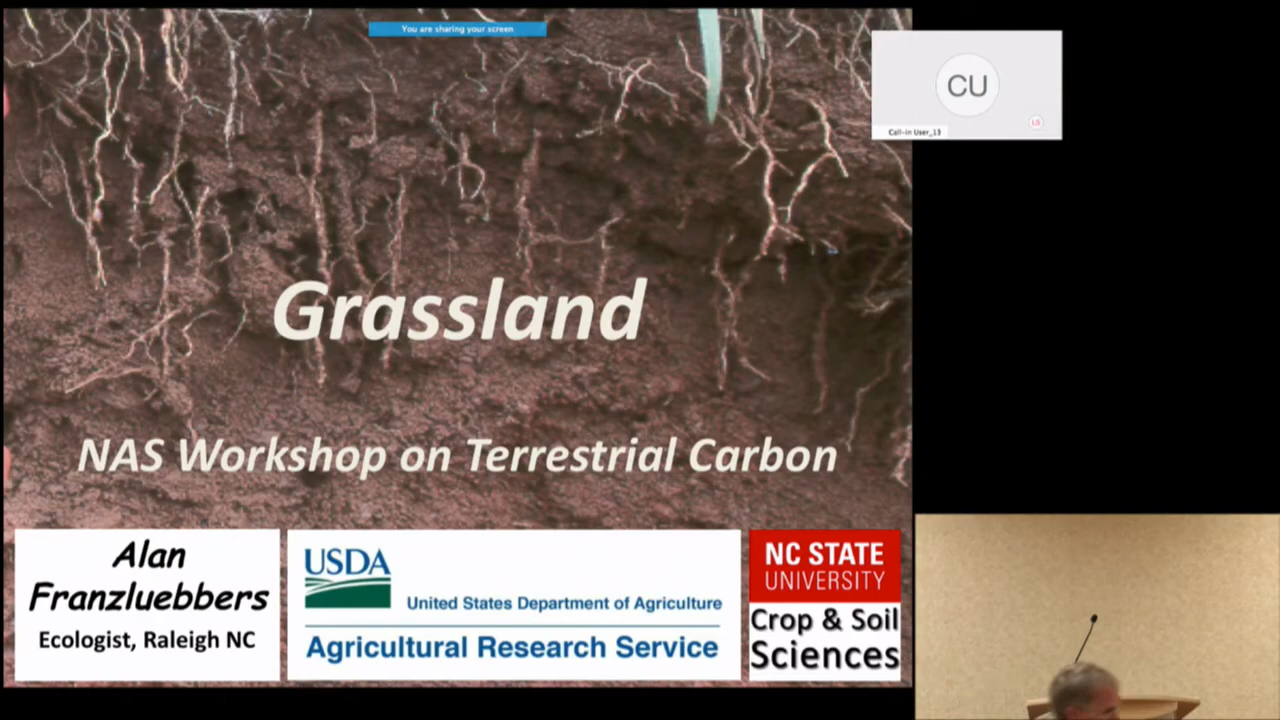 You are sharing your screen
CU
Call-in User_13
Grassland
NAS Workshop on Terrestrial Carbon
Alan
Franzluebbers
Ecologist, Raleigh NC
USDA
United States Department of Agriculture
Agricultural Research Service
NC STATE
UNIVERSITY
Crop & Soil
Sciences